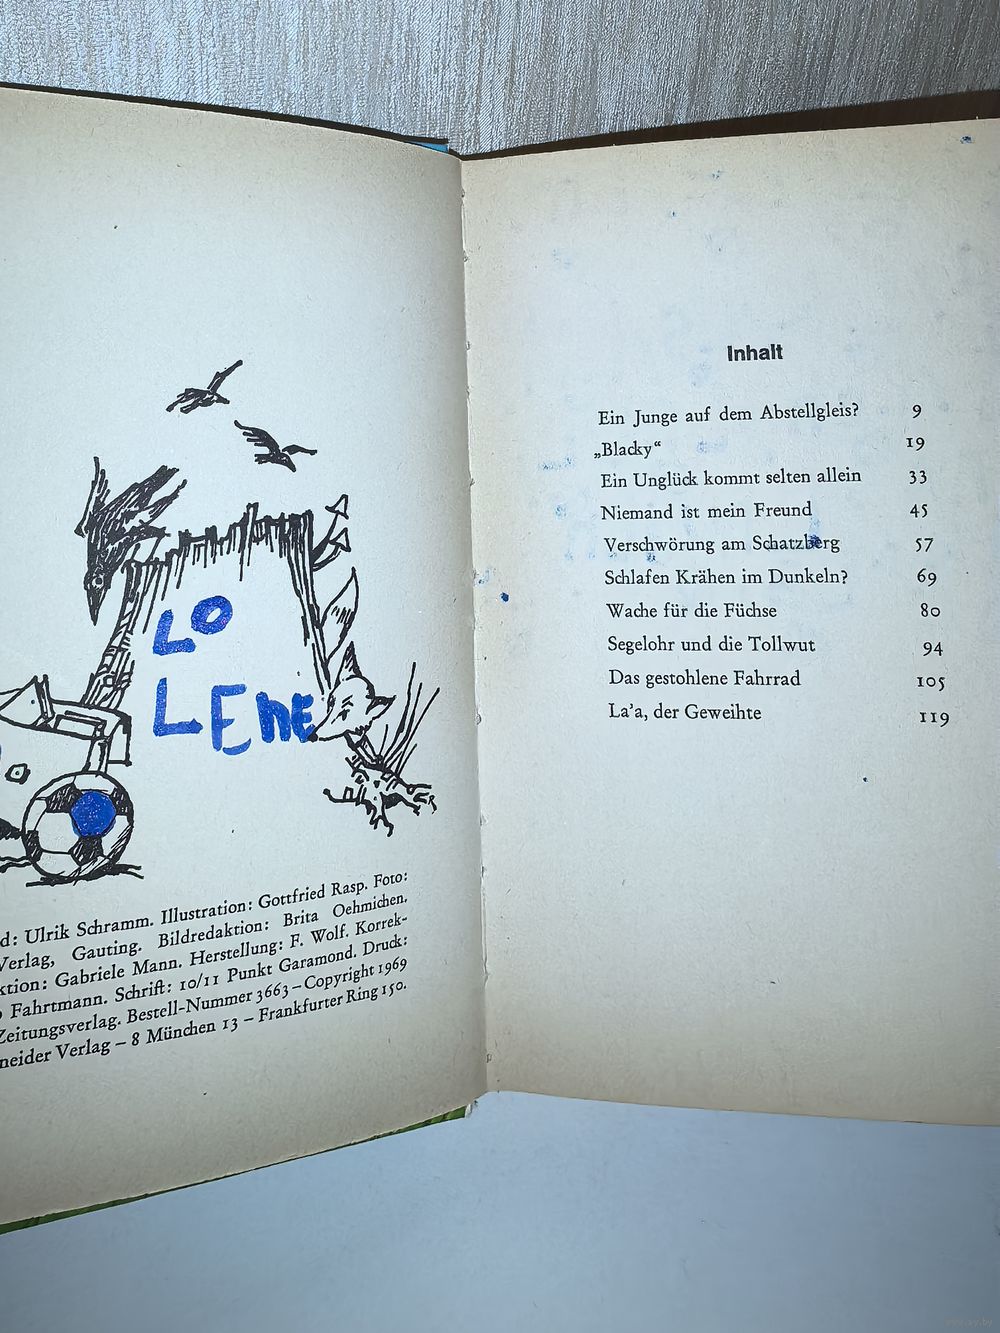 LO
LEne
d: Ulrik Schramm. Illustration: Gottfried Rasp. Foto:
Verlag, Gauting. Bildredaktion: Brita Oehmichen.
ktion: Gabriele Mann. Herstellung: F. Wolf. Korrek-
o Fahrtmann. Schrift: 10/11 Punkt Garamond. Druck:
Zeitungsverlag. Bestell-Nummer 3663 – Copyright 1969
neider Verlag – 8 München 13 – Frankfurter Ring 150.
Inhalt
Ein Junge auf dem Abstellgleis? 9
„Blacky“ 19
Ein Unglück kommt selten allein 33
Niemand ist mein Freund 45
Verschwörung am Schatzberg 57
Schlafen Krähen im Dunkeln? 69
Wache für die Füchse 80
Segelohr und die Tollwut 94
Das gestohlene Fahrrad 105
La’a, der Geweihte 119